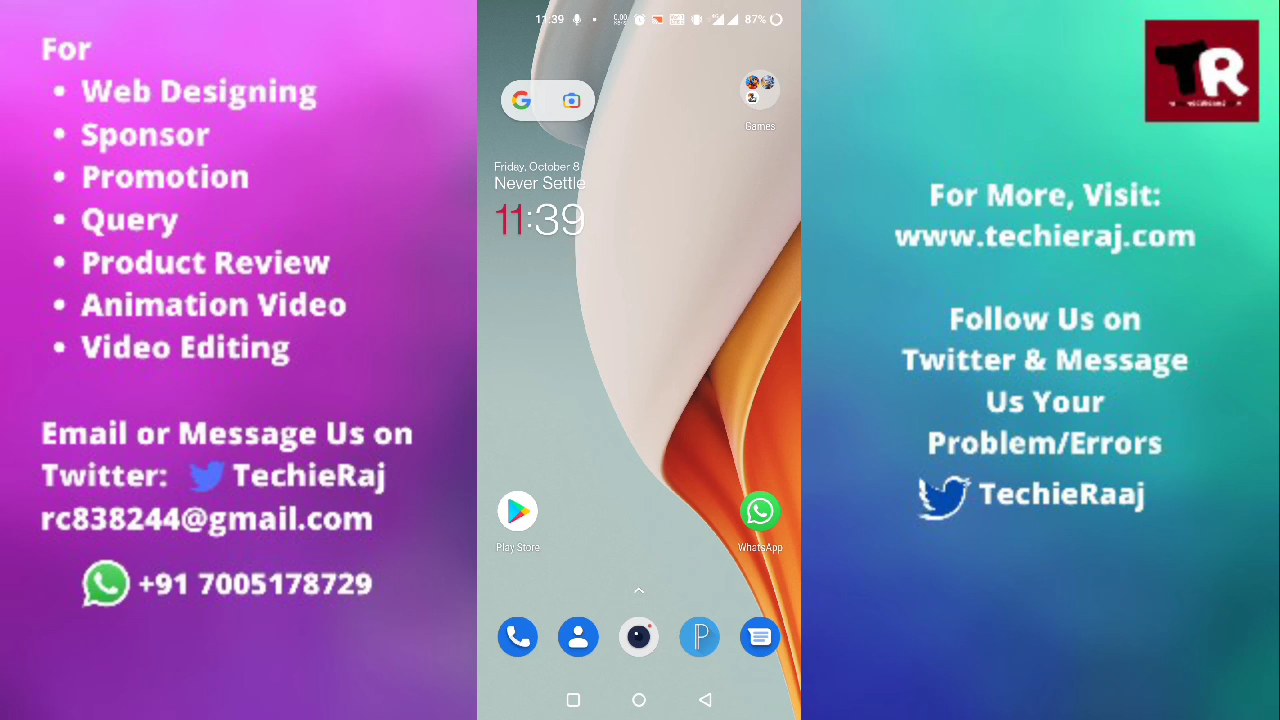 For
• Web Designing
• Sponsor
• Promotion
• Query
• Product Review
• Animation Video
• Video Editing
Email or Message Us on
Twitter: TechieRaj
rc838244@gmail.com
+91 7005178729
11:39
0.00
87%
G
Games
Friday, October 8
Never Settle
11:39
Play Store
WhatsApp
TR
For More, Visit:
www.techieraj.com
Follow Us on
Twitter & Message
Us Your
Problem/Errors
TechieRaaj